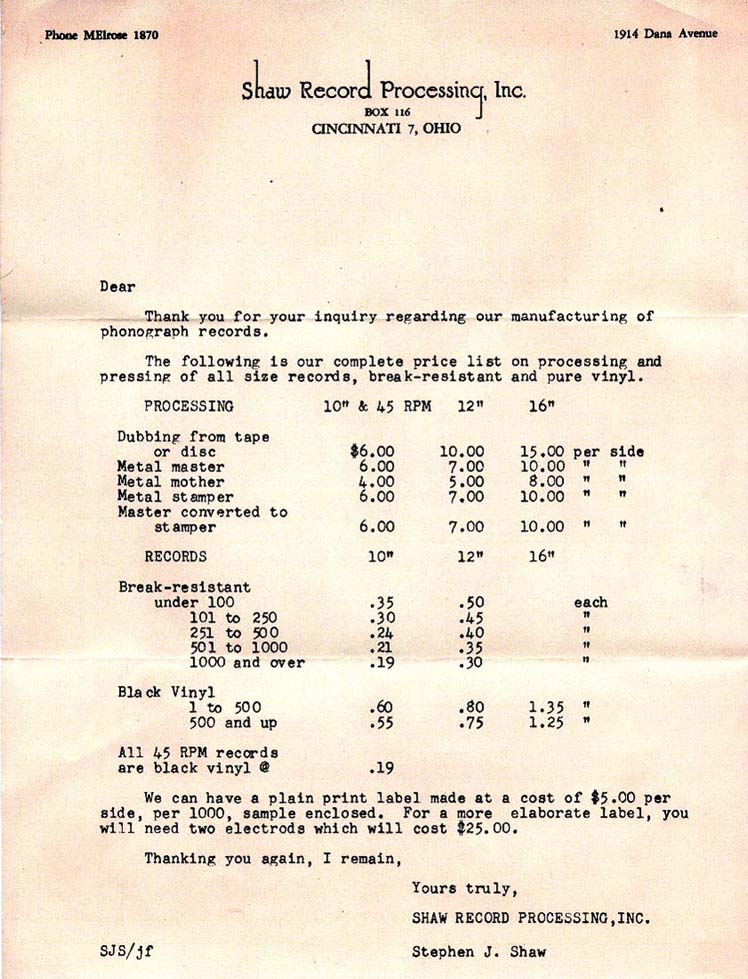 Phone MElrose 1870
1914 Dana Avenue
Shaw Record Processing, Inc.
BOX 116
CINCINNATI 7, OHIO
Dear
Thank you for your inquiry regarding our manufacturing of
phonograph records.
The following is our complete price list on processing and
pressing of all size records, break-resistant and pure vinyl.
PROCESSING 10" & 45 RPM 12" 16"
Dubbing from tape
or disc $6.00 10.00 15.00 per side
Metal master 6.00 7.00 10.00 " "
Metal mother 4.00 5.00 8.00 " "
Metal stamper 6.00 7.00 10.00 " "
Master converted to
stamper 6.00 7.00 10.00 " "
RECORDS 10" 12" 16"
Break-resistant
under 100 .35 .50 each
101 to 250 .30 .45 "
251 to 500 .24 .40 "
501 to 1000 .21 .35 "
1000 and over .19 .30 "
Black Vinyl
1 to 500 .60 .80 1.35 "
500 and up .55 .75 1.25 "
All 45 RPM records
are black vinyl @ .19
We can have a plain print label made at a cost of $5.00 per
side, per 1000, sample enclosed. For a more elaborate label, you
will need two electrods which will cost $25.00.
Thanking you again, I remain,
Yours truly,
SHAW RECORD PROCESSING,INC.
SJS/jf Stephen J. Shaw